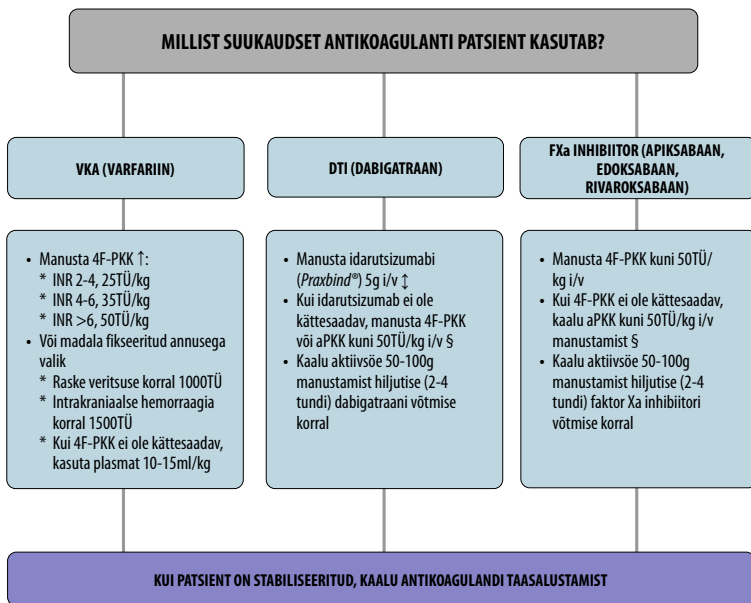 MILLIST SUUKAUDSET ANTIKOAGULANTI PATSIENT KASUTAB?
VKA (VARFARIIN)
• Manusta 4F-PKK ↑:
* INR 2-4, 25TÜ/kg
* INR 4-6, 35TÜ/kg
* INR >6, 50TÜ/kg
• Või madala fikseeritud annusega
valik
* Raske veritsuse korral 1000TÜ
* Intrakraniaalse hemorraagia
korral 1500TÜ
* Kui 4F-PKK ei ole kättesaadav,
kasuta plasmat 10-15ml/kg
DTI (DABIGATRAAN)
• Manusta idarutsizumabi
(Praxbind®) 5g i/v ↕
• Kui idarutsizumab ei ole
kättesaadav, manusta 4F-PKK
või aPKK 50TÜ/kg i/v §
• Kaalu aktiivsöe 50-100g
manustamist hiljutise (2-4
tundi) dabigatraani võtmise
korral
FXa INHIBIITOR (APIKSABAAN,
EDOKSABAAN,
RIVAROKSABAAN)
• Manusta 4F-PKK kuni 50TÜ/
kg i/v
• Kui 4F-PKK ei ole kättesaadav,
kaalu aPKK kuni 50TÜ/kg i/v
manustamist §
• Kaalu aktiivsöe 50-100g
manustamist hiljutise (2-4
tundi) faktor Xa inhibiitori
võtmise korral
KUI PATSIENT ON STABILISEERITUD, KAALU ANTIKOAGULANDI TAASALUSTAMIST